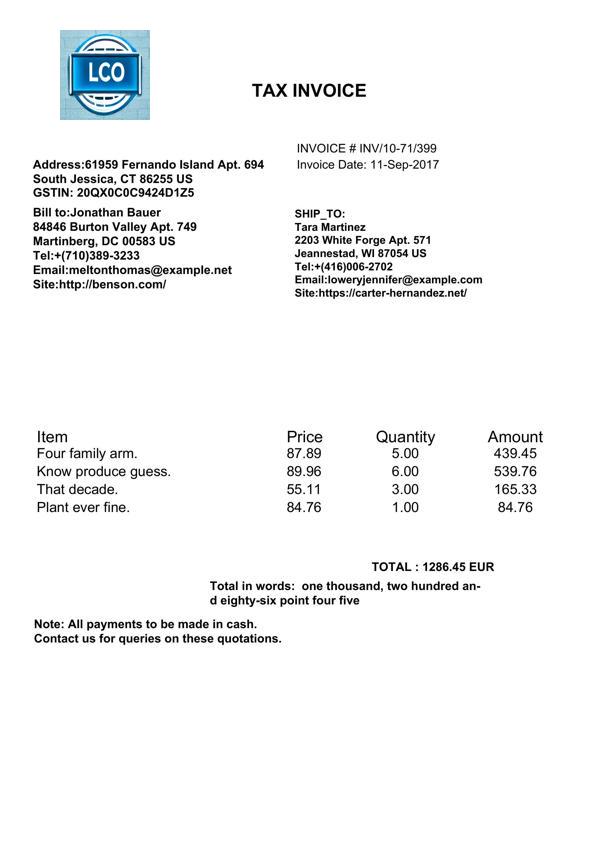 LCO
TAX INVOICE
INVOICE # INV/10-71/399
Invoice Date: 11-Sep-2017
Address:61959 Fernando Island Apt. 694
South Jessica, CT 86255 US
GSTIN: 20QX0C0C9424D1Z5
Bill to:Jonathan Bauer
84846 Burton Valley Apt. 749
Martinberg, DC 00583 US
Tel:+(710)389-3233
Email:meltonthomas@example.net
Site:http://benson.com/
SHIP_TO:
Tara Martinez
2203 White Forge Apt. 571
Jeannestad, WI 87054 US
Tel:+(416)006-2702
Email:loweryjennifer@example.com
Site:https://carter-hernandez.net/
Item Price Quantity Amount
Four family arm. 87.89 5.00 439.45
Know produce guess. 89.96 6.00 539.76
That decade. 55.11 3.00 165.33
Plant ever fine. 84.76 1.00 84.76
TOTAL : 1286.45 EUR
Total in words:  one thousand, two hundred an-
d eighty-six point four five
Note: All payments to be made in cash.
Contact us for queries on these quotations.